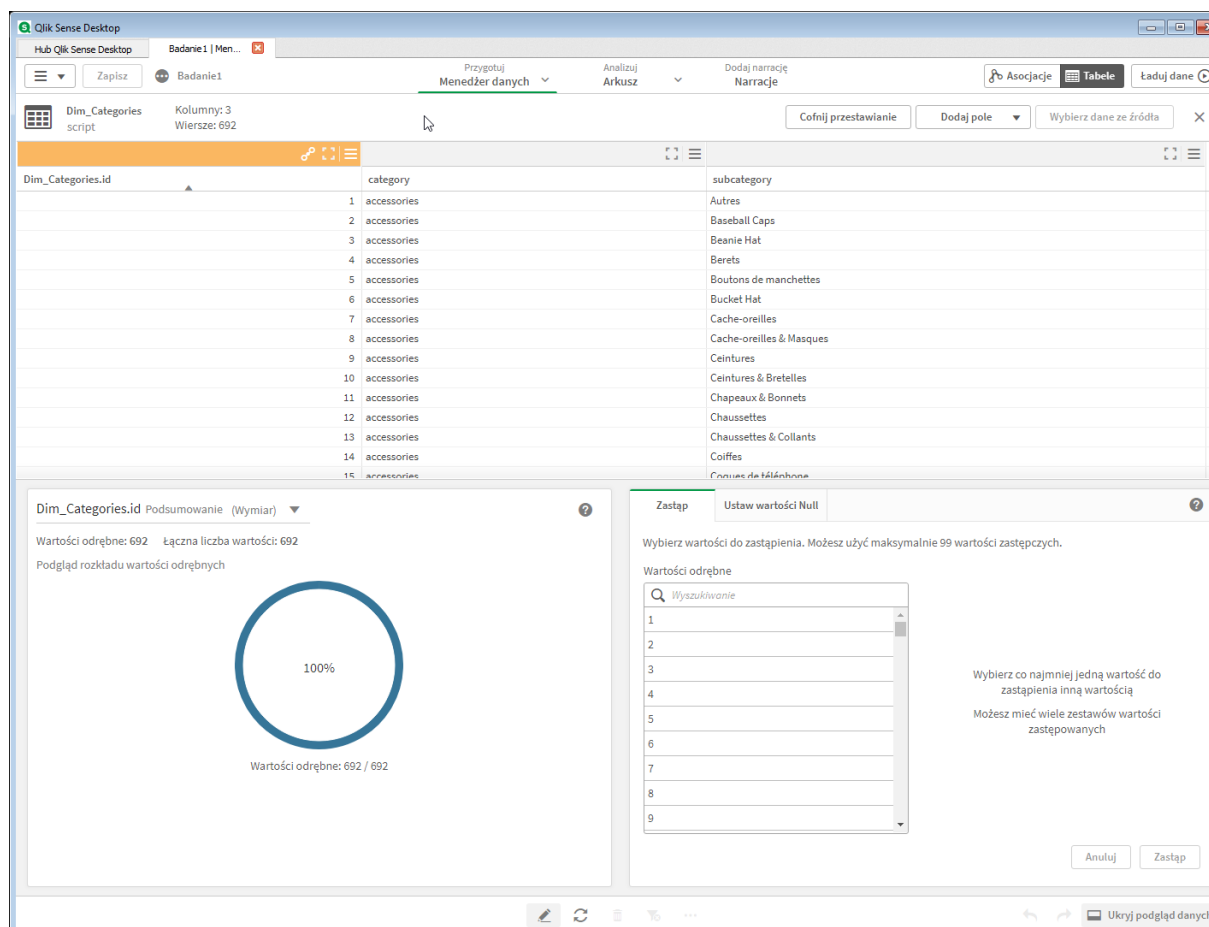 Qlik Sense Desktop
Hub Qlik Sense Desktop
Badanie1 | Men...
Zapisz
Badanie1
Przygotuj
Menedżer danych
Analizuj
Arkusz
Dodaj narrację
Narracje
Asocjacje
Tabele
Ładuj dane
Dim_Categories
script
Kolumny: 3
Wiersze: 692
Cofnij przestawianie
Dodaj pole
Wybierz dane ze źródła
Dim_Categories.id category subcategory
1 accessories Autres
2 accessories Baseball Caps
3 accessories Beanie Hat
4 accessories Berets
5 accessories Boutons de manchettes
6 accessories Bucket Hat
7 accessories Cache-oreilles
8 accessories Cache-oreilles & Masques
9 accessories Ceintures
10 accessories Ceintures & Bretelles
11 accessories Chapeaux & Bonnets
12 accessories Chaussettes
13 accessories Chaussettes & Collants
14 accessories Coiffes
15 accessories Coques de téléphone
Dim_Categories.id Podsumowanie (Wymiar)
Wartości odrębne: 692 Łączna liczba wartości: 692
Podgląd rozkładu wartości odrębnych
100%
Wartości odrębne: 692 / 692
Zastąp
Ustaw wartości Null
Wybierz wartości do zastąpienia. Możesz użyć maksymalnie 99 wartości zastępczych.
Wartości odrębne
Wyszukiwanie
1
2
3
4
5
6
7
8
9
Wybierz co najmniej jedną wartość do
zastąpienia inną wartością
Możesz mieć wiele zestawów wartości
zastępowanych
Anuluj
Zastąp
Ukryj podgląd danych